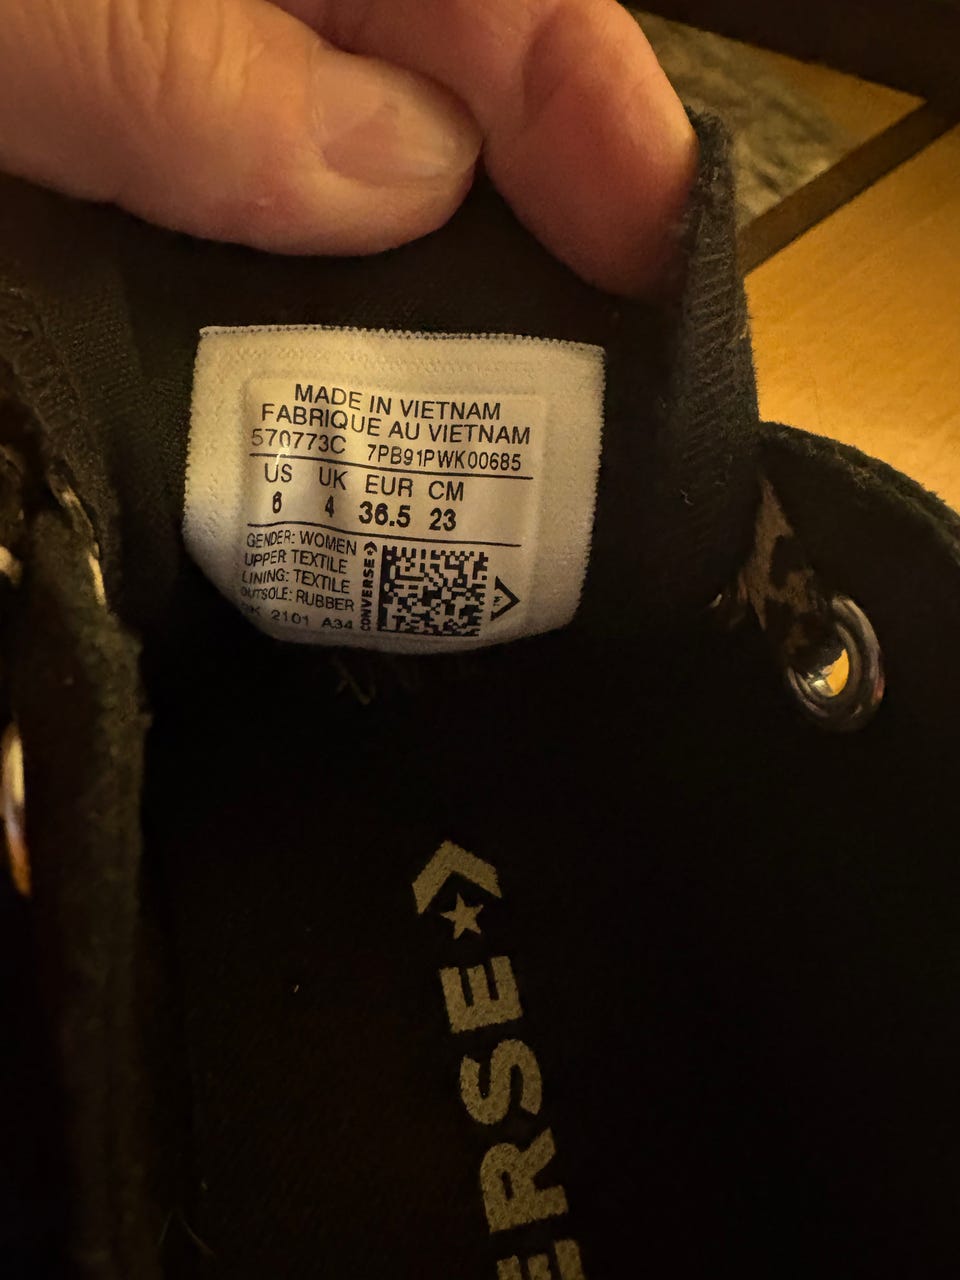 MADE IN VIETNAM
FABRIQUE AU VIETNAM
570773C 7PB91PWK00685
US UK EUR CM
6 4 36.5 23
GENDER: WOMEN
UPPER TEXTILE
LINING: TEXTILE
OUTSOLE: RUBBER
2101 A34
CONVERSE
ERSE